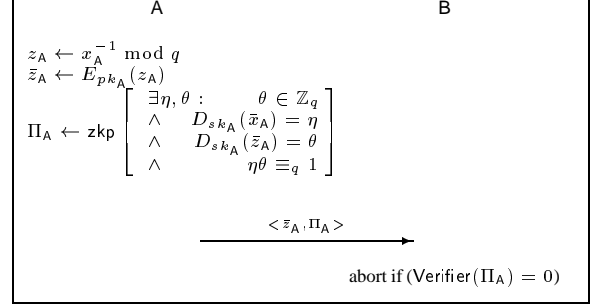 A B
z_A ← x_A^{-1} mod q
z̄_A ← E_{pk_A}(z_A)
Π_A ← zkp [ ∃η, θ : θ ∈ ℤ_q
∧ D_{sk_A}(x̄_A) = η
∧ D_{sk_A}(z̄_A) = θ
∧ ηθ ≡_q 1 ]
< z̄_A , Π_A >
abort if (Verifier(Π_A) = 0)